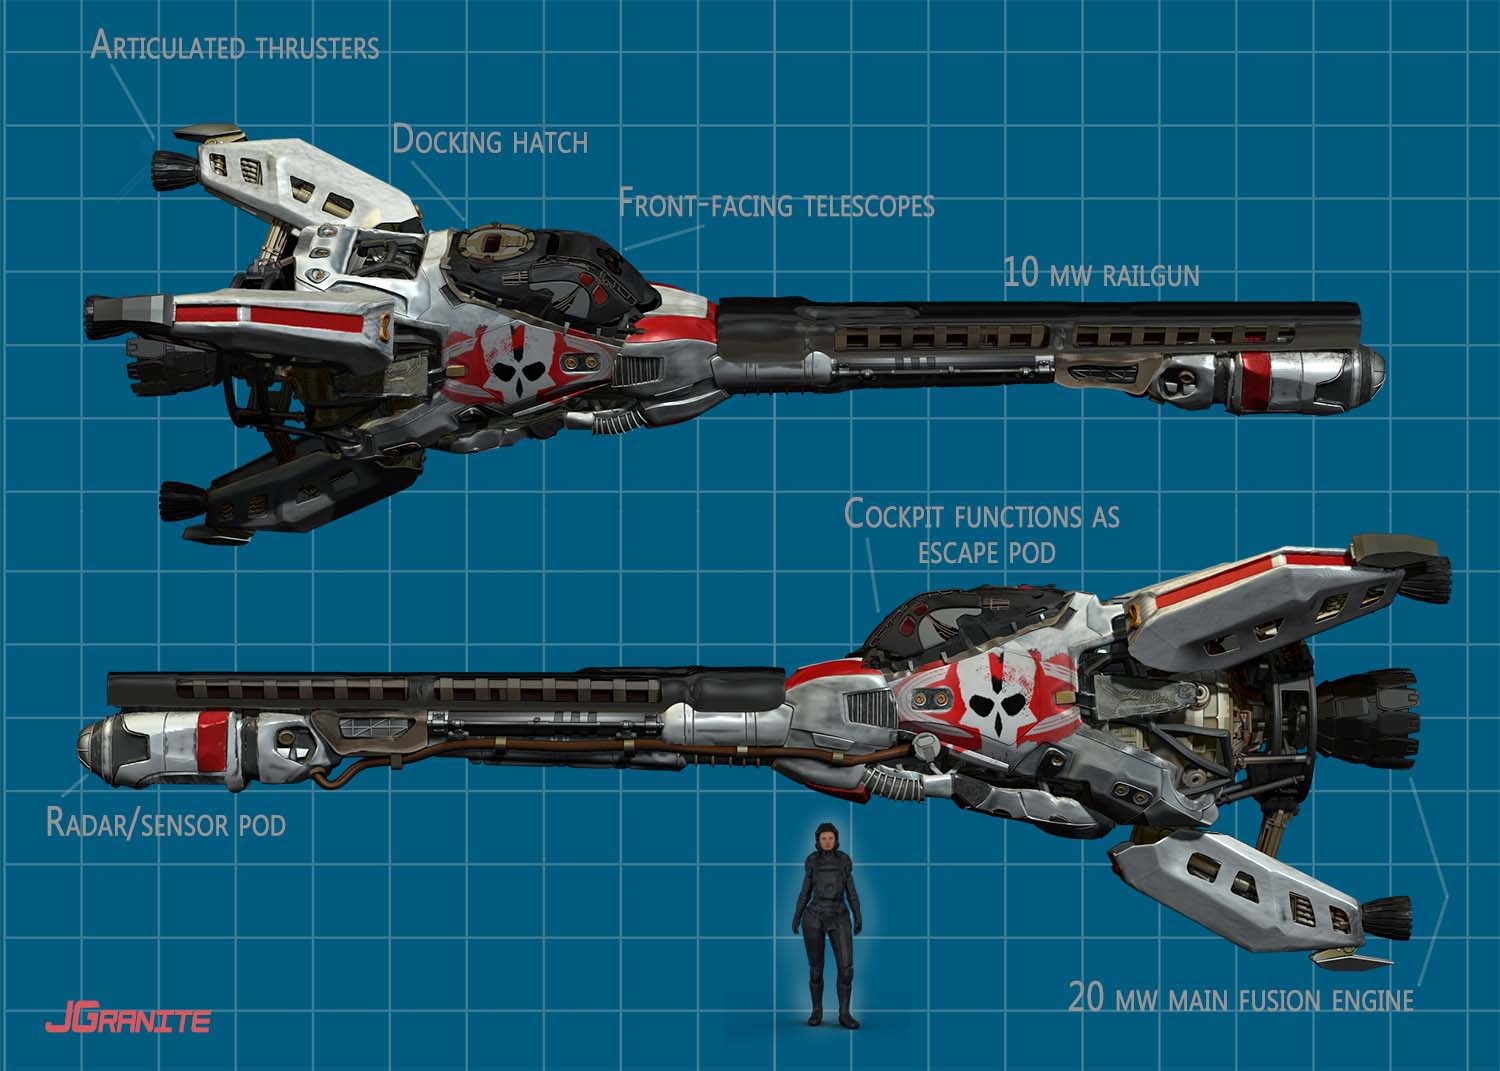 Articulated thrusters
Docking hatch
Front-facing telescopes
10 mw railgun
Cockpit functions as
escape pod
Radar/sensor pod
20 mw main fusion engine
JGranite